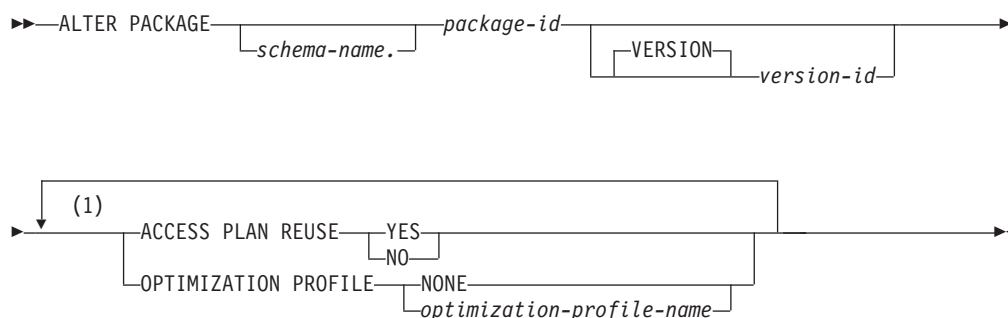 ALTER PACKAGE package-id
schema-name. VERSION
version-id
(1)
ACCESS PLAN REUSE YES
NO
OPTIMIZATION PROFILE NONE
optimization-profile-name